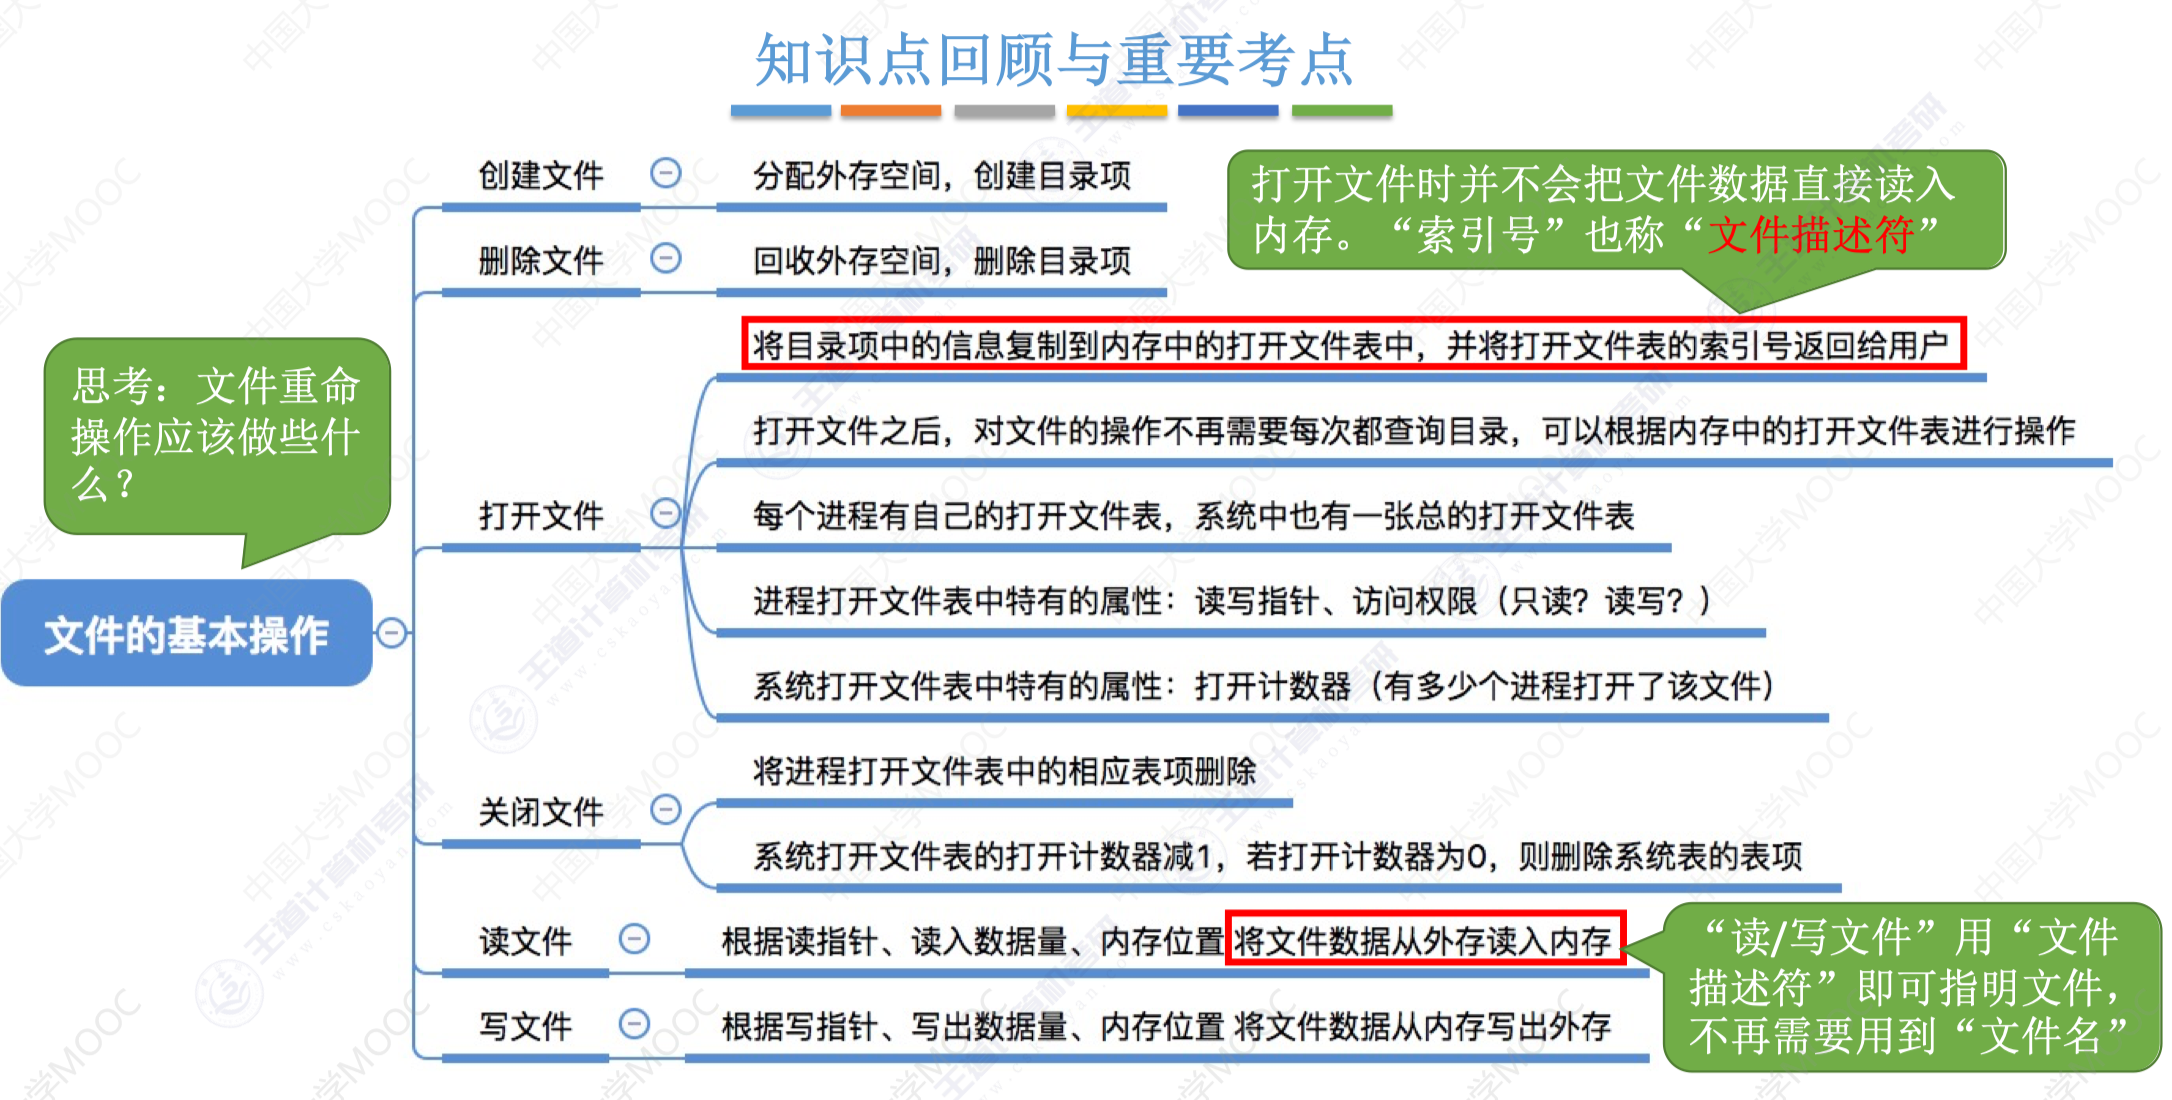 知识点回顾与重要考点
创建文件
分配外存空间，创建目录项
打开文件时并不会把文件数据直接读入
内存。“索引号”也称“文件描述符”
删除文件
回收外存空间，删除目录项
将目录项中的信息复制到内存中的打开文件表中，并将打开文件表的索引号返回给用户
思考：文件重命
操作应该做些什
么？
打开文件之后，对文件的操作不再需要每次都查询目录，可以根据内存中的打开文件表进行操作
打开文件
每个进程有自己的打开文件表，系统中也有一张总的打开文件表
进程打开文件表中特有的属性：读写指针、访问权限（只读？读写？）
文件的基本操作
系统打开文件表中特有的属性：打开计数器（有多少个进程打开了该文件）
将进程打开文件表中的相应表项删除
关闭文件
系统打开文件表的打开计数器减1，若打开计数器为0，则删除系统表的表项
读文件
根据读指针、读入数据量、内存位置 将文件数据从外存读入内存
“读/写文件”用“文件
描述符”即可指明文件，
不再需要用到“文件名”
写文件
根据写指针、写出数据量、内存位置 将文件数据从内存写出外存
中国大学MOOC
王道计算机考研
www.cskaoyan.com